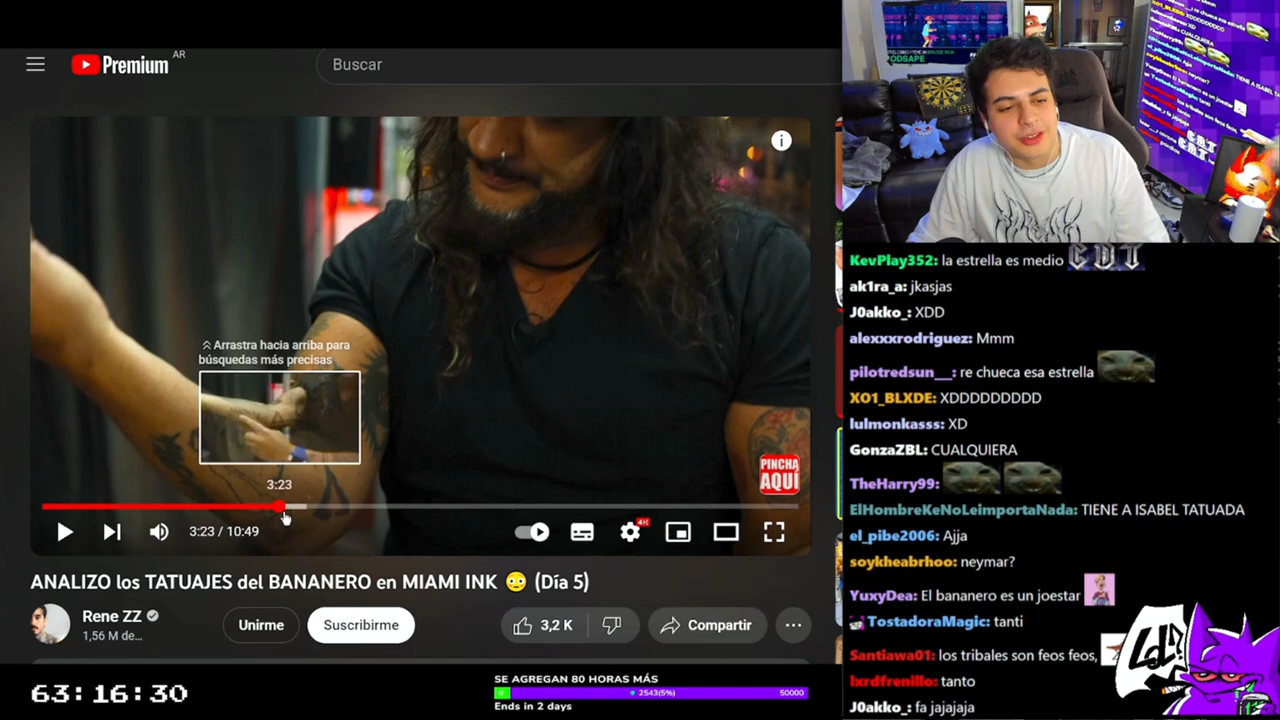 Premium
AR
Buscar
i
Arrastra hacia arriba para
búsquedas más precisas
PINCHA
AQUÍ
3:23
3:23 / 10:49
ANALIZO los TATUAJES del BANANERO en MIAMI INK 😳 (Día 5)
Rene ZZ
1,56 M de...
Unirme
Suscribirme
3,2 K
Compartir
63:16:30
SE AGREGAN 80 HORAS MÁS
0
2543(5%)
50000
Ends in 2 days
KevPlay352: la estrella es medio
ak1ra_a: jkasjas
J0akko_: XDD
alexxxrodriguez: Mmm
pilotredsun__: re chueca esa estrella
XO1_BLXDE: XDDDDDDDDD
lulmonkasss: XD
GonzaZBL: CUALQUIERA
TheHarry99:
ElHombreKeNoLeimportaNada: TIENE A ISABEL TATUADA
el_pibe2006: Ajja
soykheabrhoo: neymar?
YuxyDea: El bananero es un joestar
TostadoraMagic: tanti
Santiawa01: los tribales son feos feos,
lxrdfrenillo: tanto
J0akko_: fa jajajaja
LOL!